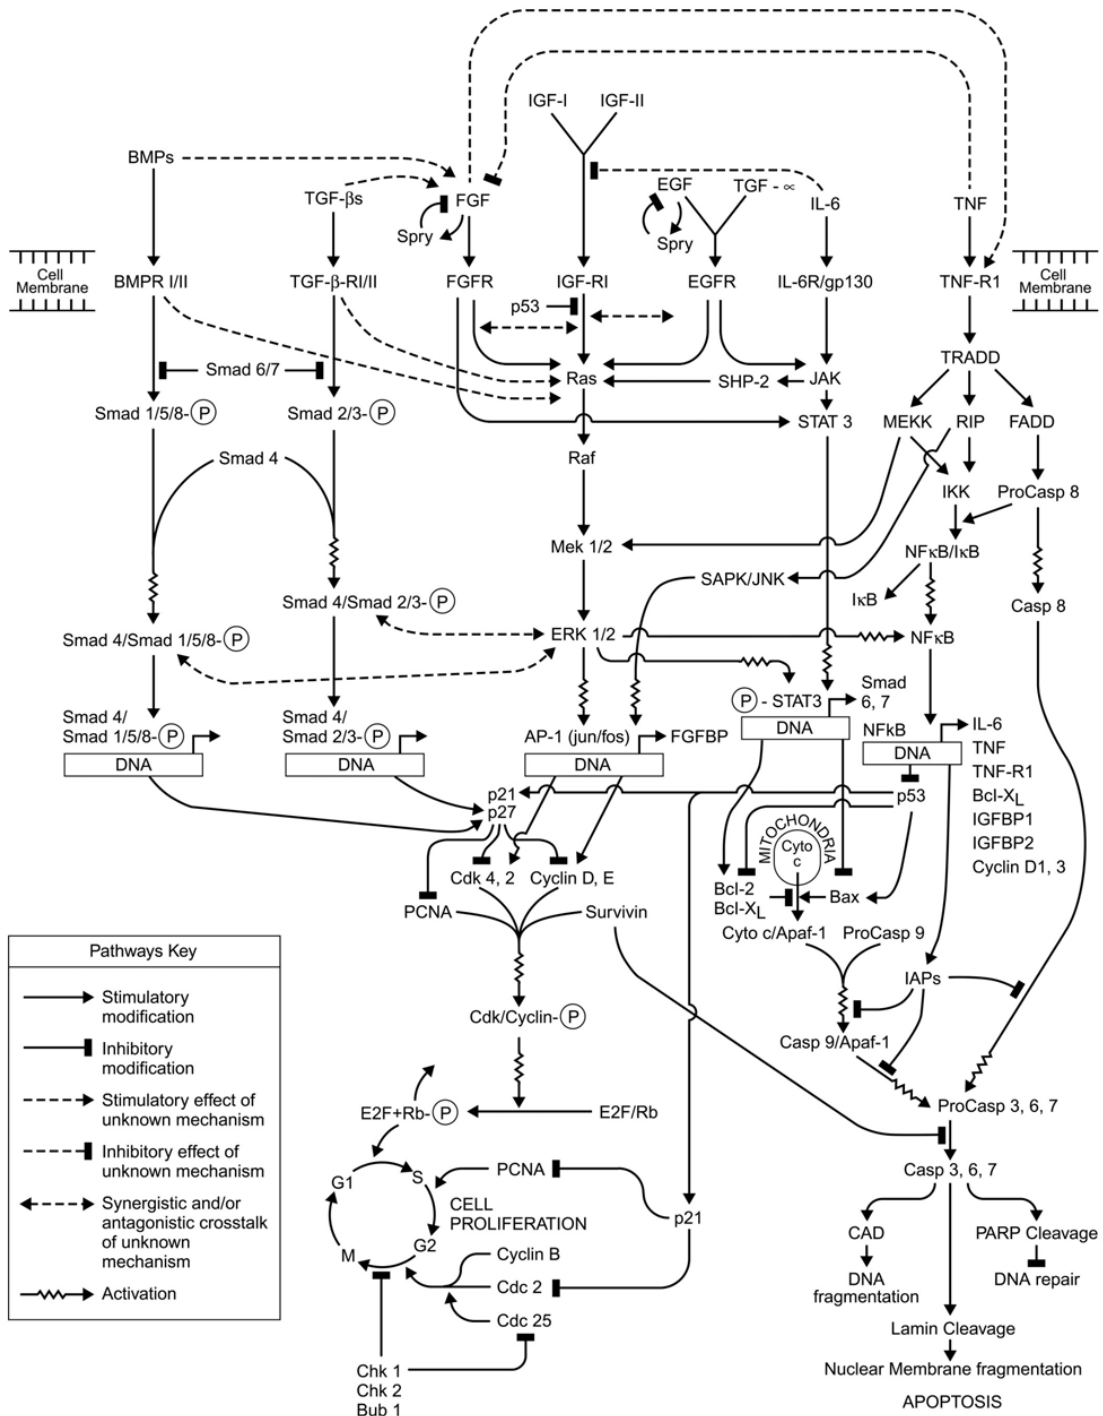 IGF-I
IGF-II
BMPs
TGF-βs
FGF
EGF
TGF - ∝
IL-6
TNF
Spry
Spry
Cell
Membrane
BMPR I/II
TGF-β-RI/II
FGFR
IGF-RI
EGFR
IL-6R/gp130
TNF-R1
Cell
Membrane
p53
TRADD
Smad 6/7
Ras
SHP-2
JAK
Smad 1/5/8-P
Smad 2/3-P
STAT 3
MEKK
RIP
FADD
Smad 4
Raf
IKK
ProCasp 8
Mek 1/2
NFκB/IκB
SAPK/JNK
IκB
Casp 8
Smad 4/Smad 2/3-P
Smad 4/Smad 1/5/8-P
ERK 1/2
NFκB
P - STAT3
Smad
6, 7
Smad 4/
Smad 1/5/8-P
DNA
Smad 4/
Smad 2/3-P
DNA
AP-1 (jun/fos)
FGFBP
DNA
DNA
NFkB
DNA
IL-6
TNF
TNF-R1
Bcl-XL
IGFBP1
IGFBP2
Cyclin D1, 3
p21
p27
p53
MITOCHONDRIA
Cyto
c
Cdk 4, 2
Cyclin D, E
Bcl-2
Bcl-XL
Bax
PCNA
Survivin
Cyto c/Apaf-1
ProCasp 9
IAPs
Cdk/Cyclin-P
Casp 9/Apaf-1
E2F+Rb-P
E2F/Rb
ProCasp 3, 6, 7
G1
S
PCNA
CELL
PROLIFERATION
p21
Casp 3, 6, 7
M
G2
Cyclin B
Cdc 2
Cdc 25
CAD
PARP Cleavage
DNA
fragmentation
DNA repair
Lamin Cleavage
Chk 1
Chk 2
Bub 1
Nuclear Membrane fragmentation
APOPTOSIS
Pathways Key
Stimulatory
modification
Inhibitory
modification
Stimulatory effect of
unknown mechanism
Inhibitory effect of
unknown mechanism
Synergistic and/or
antagonistic crosstalk
of unknown
mechanism
Activation